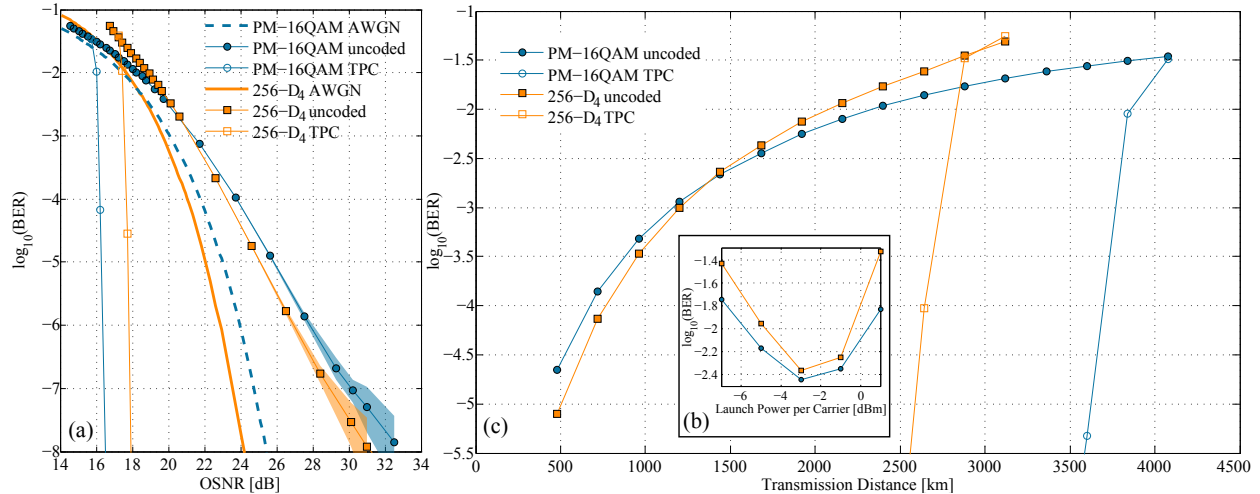 −1
−2
−3
−4
−5
−6
−7
−8
log10(BER)
14 16 18 20 22 24 26 28 30 32 34
OSNR [dB]
(a)
PM−16QAM AWGN
PM−16QAM uncoded
PM−16QAM TPC
256−D4 AWGN
256−D4 uncoded
256−D4 TPC
−1
−1.5
−2
−2.5
−3
−3.5
−4
−4.5
−5
−5.5
log10(BER)
0 500 1000 1500 2000 2500 3000 3500 4000 4500
Transmission Distance [km]
(c)
PM−16QAM uncoded
PM−16QAM TPC
256−D4 uncoded
256−D4 TPC
−1.4
−1.6
−1.8
−2
−2.2
−2.4
log10(BER)
−6 −4 −2 0
Launch Power per Carrier [dBm]
(b)